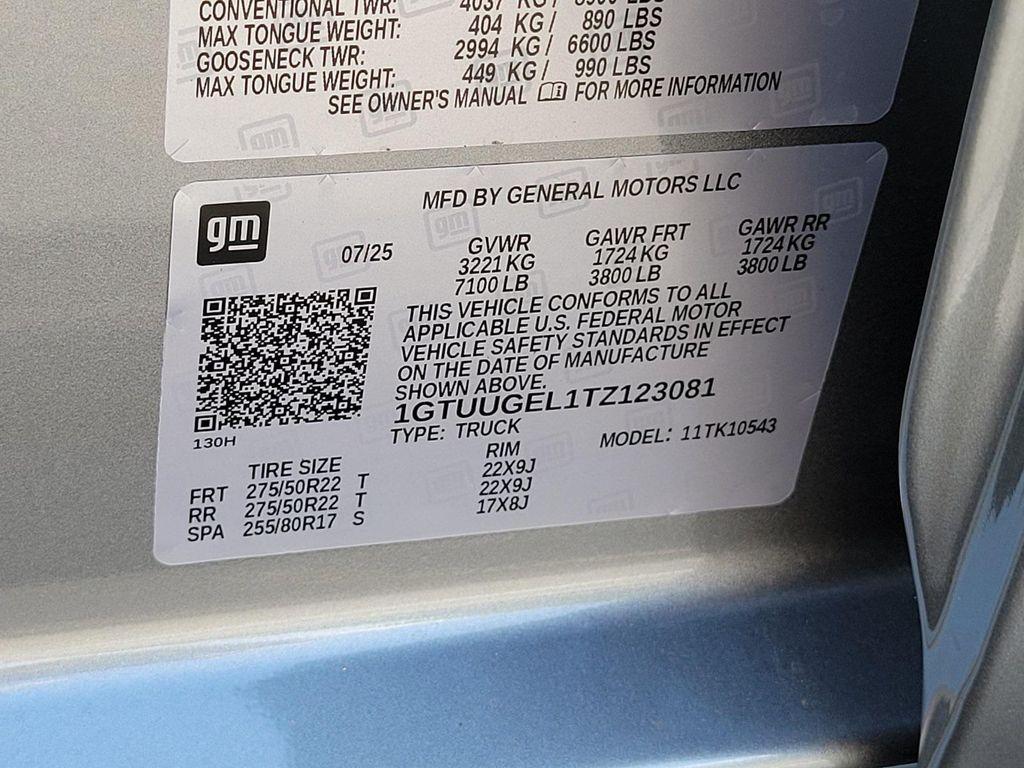 CONVENTIONAL TWR: 4037 KG/ 8900 LBS
MAX TONGUE WEIGHT: 404 KG/ 890 LBS
GOOSENECK TWR: 2994 KG/ 6600 LBS
MAX TONGUE WEIGHT: 449 KG/ 990 LBS
SEE OWNER'S MANUAL FOR MORE INFORMATION
gm
MFD BY GENERAL MOTORS LLC
07/25
GVWR GAWR FRT GAWR RR
3221 KG 1724 KG 1724 KG
7100 LB 3800 LB 3800 LB
THIS VEHICLE CONFORMS TO ALL
APPLICABLE U.S. FEDERAL MOTOR
VEHICLE SAFETY STANDARDS IN EFFECT
ON THE DATE OF MANUFACTURE
SHOWN ABOVE.
1GTUUGEL1TZ123081
TYPE: TRUCK MODEL: 11TK10543
130H
TIRE SIZE RIM
FRT 275/50R22 T 22X9J
RR 275/50R22 T 22X9J
SPA 255/80R17 S 17X8J